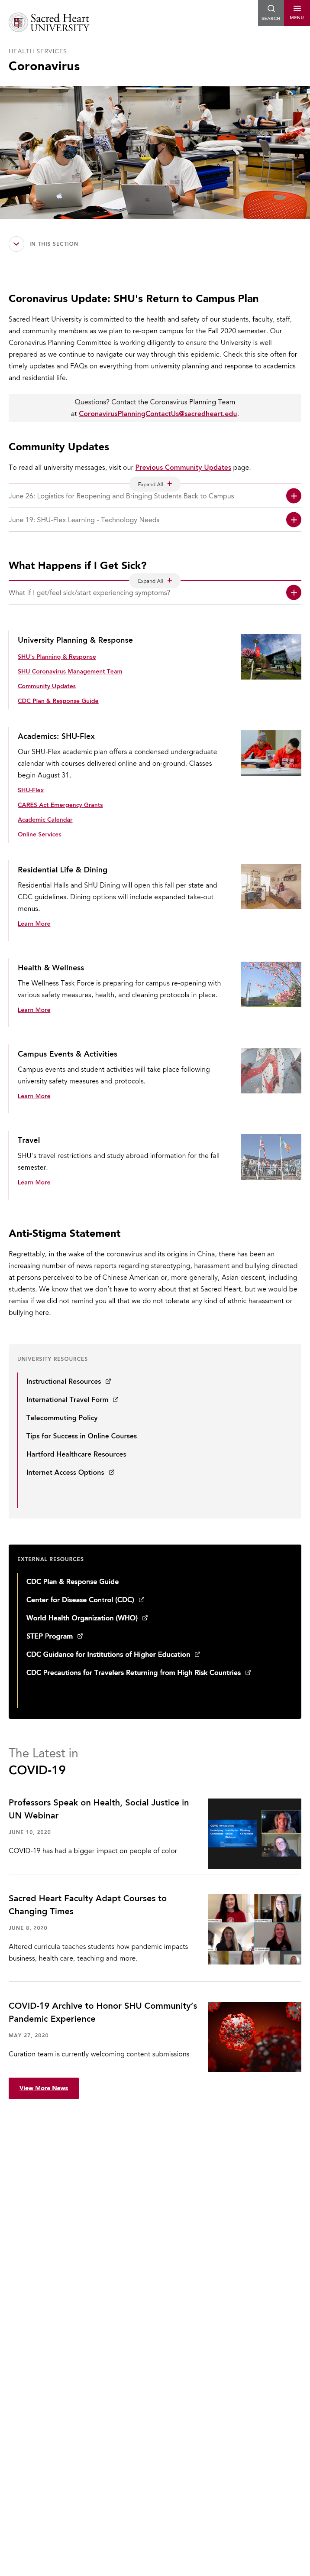 Sacred Heart
UNIVERSITY
SEARCH
MENU
HEALTH SERVICES
Coronavirus
IN THIS SECTION
Coronavirus Update: SHU's Return to Campus Plan
Sacred Heart University is committed to the health and safety of our students, faculty, staff,
and community members as we plan to re-open campus for the Fall 2020 semester. Our
Coronavirus Planning Committee is working diligently to ensure the University is well
prepared as we continue to navigate our way through this epidemic. Check this site often for
timely updates and FAQs on everything from university planning and response to academics
and residential life.
Questions? Contact the Coronavirus Planning Team
at CoronavirusPlanningContactUs@sacredheart.edu.
Community Updates
To read all university messages, visit our Previous Community Updates page.
Expand All +
June 26: Logistics for Reopening and Bringing Students Back to Campus
June 19: SHU-Flex Learning - Technology Needs
What Happens if I Get Sick?
Expand All +
What if I get/feel sick/start experiencing symptoms?
University Planning & Response
SHU's Planning & Response
SHU Coronavirus Management Team
Community Updates
CDC Plan & Response Guide
Academics: SHU-Flex
Our SHU-Flex academic plan offers a condensed undergraduate
calendar with courses delivered online and on-ground. Classes
begin August 31.
SHU-Flex
CARES Act Emergency Grants
Academic Calendar
Online Services
Residential Life & Dining
Residential Halls and SHU Dining will open this fall per state and
CDC guidelines. Dining options will include expanded take-out
menus.
Learn More
Health & Wellness
The Wellness Task Force is preparing for campus re-opening with
various safety measures, health, and cleaning protocols in place.
Learn More
Campus Events & Activities
Campus events and student activities will take place following
university safety measures and protocols.
Learn More
Travel
SHU's travel restrictions and study abroad information for the fall
semester.
Learn More
Anti-Stigma Statement
Regrettably, in the wake of the coronavirus and its origins in China, there has been an
increasing number of news reports regarding stereotyping, harassment and bullying directed
at persons perceived to be of Chinese American or, more generally, Asian descent, including
students. We know that we don't have to worry about that at Sacred Heart, but we would be
remiss if we did not remind you all that we do not tolerate any kind of ethnic harassment or
bullying here.
UNIVERSITY RESOURCES
Instructional Resources
International Travel Form
Telecommuting Policy
Tips for Success in Online Courses
Hartford Healthcare Resources
Internet Access Options
EXTERNAL RESOURCES
CDC Plan & Response Guide
Center for Disease Control (CDC)
World Health Organization (WHO)
STEP Program
CDC Guidance for Institutions of Higher Education
CDC Precautions for Travelers Returning from High Risk Countries
The Latest in
COVID-19
Professors Speak on Health, Social Justice in
UN Webinar
JUNE 10, 2020
COVID-19 has had a bigger impact on people of color
Sacred Heart Faculty Adapt Courses to
Changing Times
JUNE 8, 2020
Altered curricula teaches students how pandemic impacts
business, health care, teaching and more.
COVID-19 Archive to Honor SHU Community's
Pandemic Experience
MAY 27, 2020
Curation team is currently welcoming content submissions
View More News